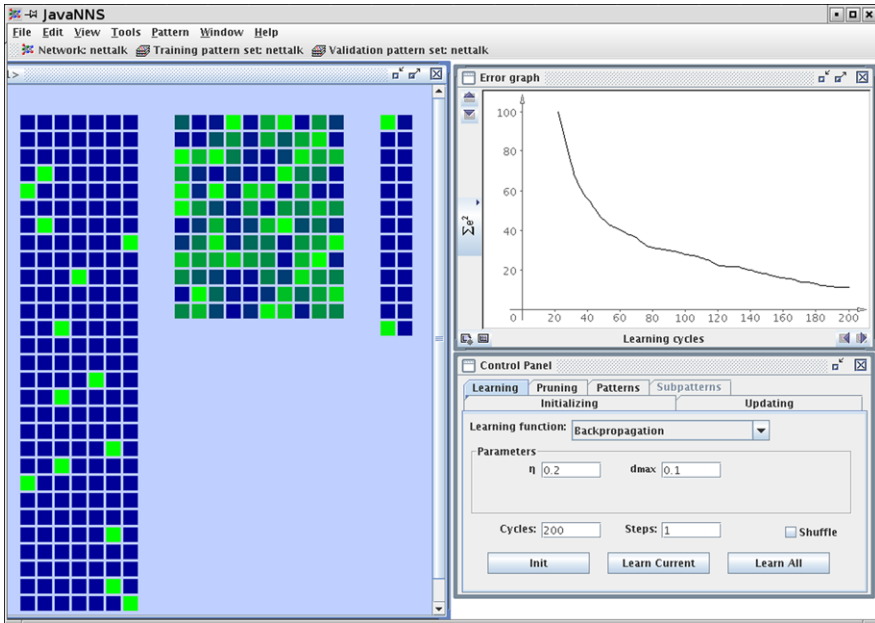 JavaNNS
File Edit View Tools Pattern Window Help
Network: nettalk Training pattern set: nettalk Validation pattern set: nettalk
1>
Error graph
100
80
60
40
20
Σe²
0 20 40 60 80 100 120 140 160 180 200
Learning cycles
Control Panel
Learning Pruning Patterns Subpatterns
Initializing Updating
Learning function: Backpropagation
Parameters
η 0.2 dmax 0.1
Cycles: 200 Steps: 1 Shuffle
Init Learn Current Learn All